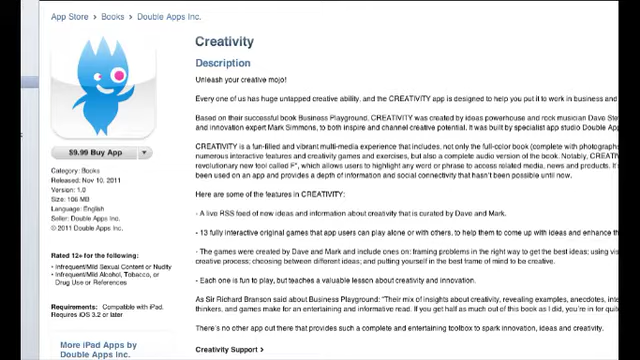 App Store > Books > Double Apps Inc.
Creativity
Description
Unleash your creative mojo!
Every one of us has huge untapped creative ability, and the CREATIVITY app is designed to help you put it to work in business and
Based on their successful book Business Playground, CREATIVITY was created by ideas powerhouse and rock musician Dave Ste
and innovation expert Mark Simmons, to both inspire and channel creative potential. It was built by specialist app studio Double Ap
CREATIVITY is a fun-filled and vibrant multi-media experience that includes, not only the full-color book (complete with photograph
numerous interactive features and creativity games and exercises, but also a complete audio version of the book. Notably, CREATI
revolutionary new tool called F', which allows users to highlight any word or phrase to access related media, news and products. It
been used on an app and provides a depth of information and social connectivity that hasn't been possible until now.
Here are some of the features in CREATIVITY:
- A live RSS feed of new ideas and information about creativity that is curated by Dave and Mark.
- 13 fully interactive original games that app users can play alone or with others, to help them to come up with ideas and enhance th
- The games were created by Dave and Mark and include ones on: framing problems in the right way to get the best ideas; using vis
creative process; choosing between different ideas; and putting yourself in the best frame of mind to be creative.
- Each one is fun to play, but teaches a valuable lesson about creativity and innovation.
As Sir Richard Branson said about Business Playground: "Their mix of insights about creativity, revealing examples, anecdotes, inte
thinkers, and games make for an entertaining and informative read. If you get half as much out of this book as I did, you're in for quit
There's no other app out there that provides such a complete and entertaining toolbox to spark innovation, ideas and creativity.
Creativity Support >
$9.99 Buy App
Category: Books
Released: Nov 10, 2011
Version: 1.0
Size: 106 MB
Language: English
Seller: Double Apps Inc.
© 2011 Double Apps Inc.
Rated 12+ for the following:
• Infrequent/Mild Sexual Content or Nudity
• Infrequent/Mild Alcohol, Tobacco, or
Drug Use or References
Requirements: Compatible with iPad.
Requires iOS 3.2 or later
More iPad Apps by
Double Apps Inc.